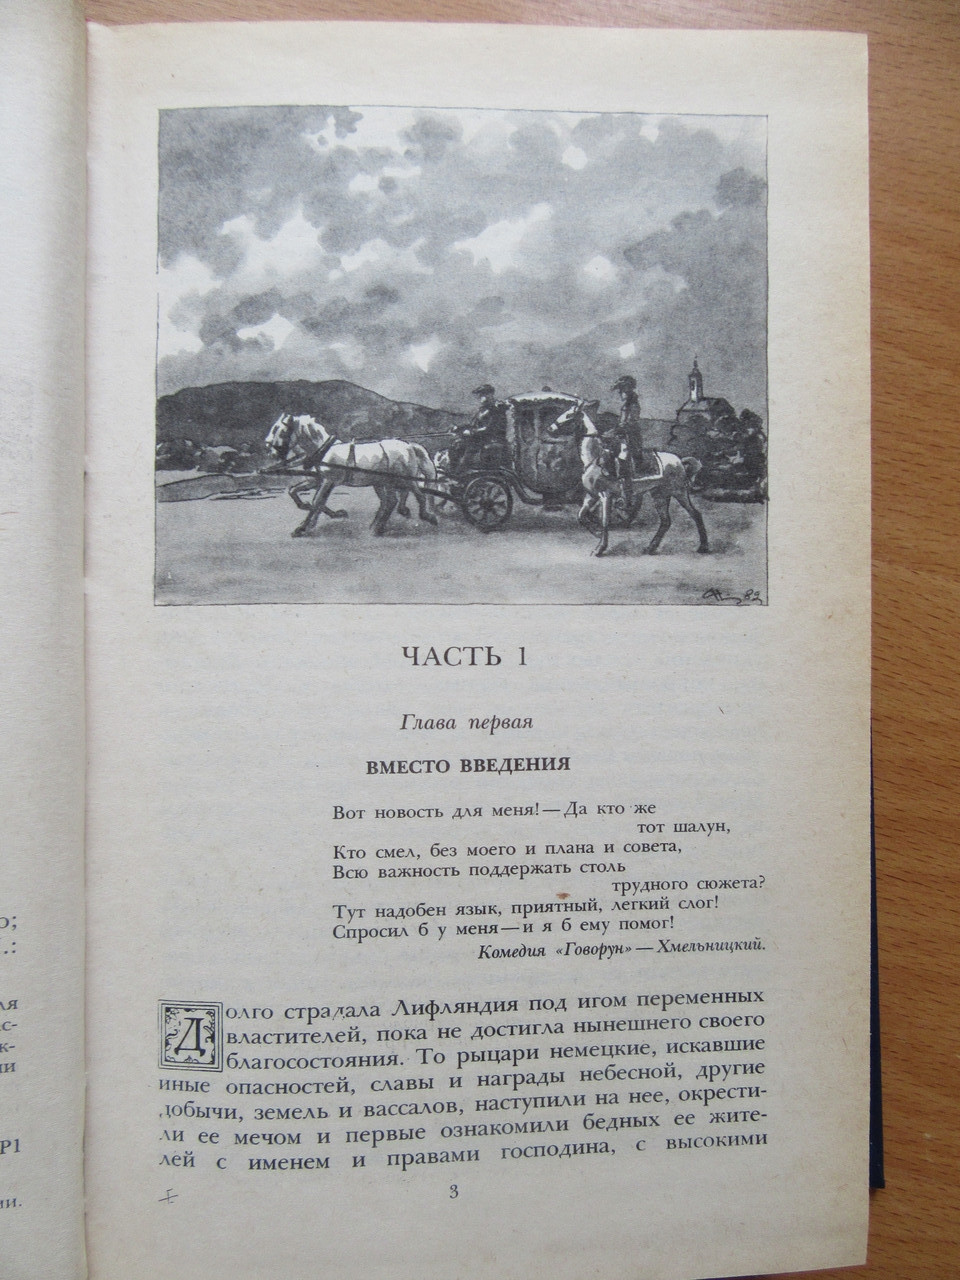 82
ЧАСТЬ 1
Глава первая
ВМЕСТО ВВЕДЕНИЯ
Вот новость для меня! — Да кто же
тот шалун,
Кто смел, без моего и плана и совета,
Всю важность поддержать столь
трудного сюжета?
Тут надобен язык, приятный, легкий слог!
Спросил б у меня — и я б ему помог!
Комедия «Говорун» — Хмельницкий.
Долго страдала Лифляндия под игом переменных
властителей, пока не достигла нынешнего своего
благосостояния. То рыцари немецкие, искавшие
иные опасностей, славы и награды небесной, другие
добычи, земель и вассалов, наступили на нее, окрести-
ли ее мечом и первые ознакомили бедных ее жите-
лей с именем и правами господина, с высокими
3